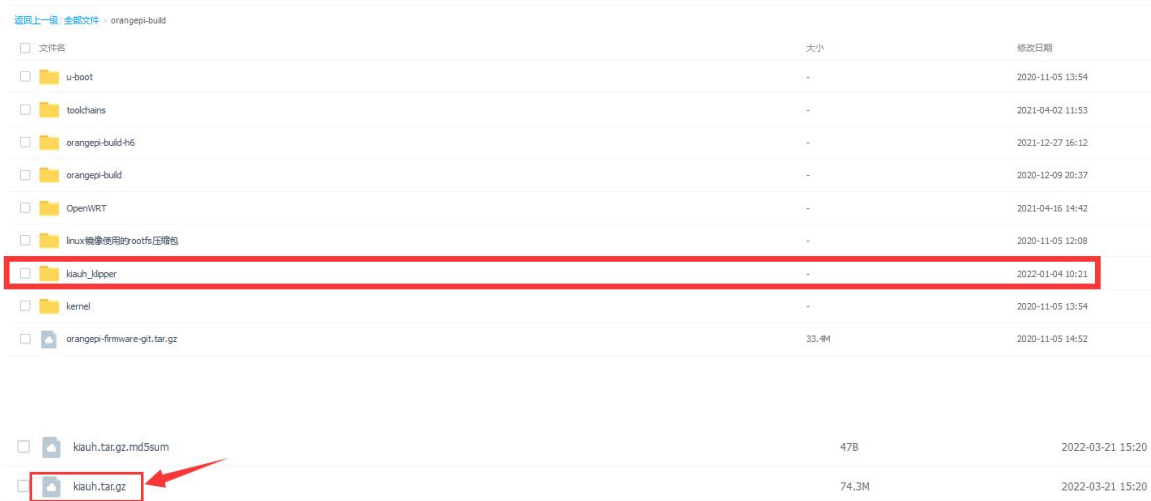 返回上一级 | 全部文件 > orangepi-build
文件名 大小 修改日期
u-boot - 2020-11-05 13:54
toolchains - 2021-04-02 11:53
orangepi-build-h6 - 2021-12-27 16:12
orangepi-build - 2020-12-09 20:37
OpenWRT - 2021-04-16 14:42
linux镜像使用的rootfs压缩包 - 2020-11-05 12:08
kiauh_klipper - 2022-01-04 10:21
kernel - 2020-11-05 13:54
orangepi-firmware-git.tar.gz 33.4M 2020-11-05 14:52
kiauh.tar.gz.md5sum 47B 2022-03-21 15:20
kiauh.tar.gz 74.3M 2022-03-21 15:20